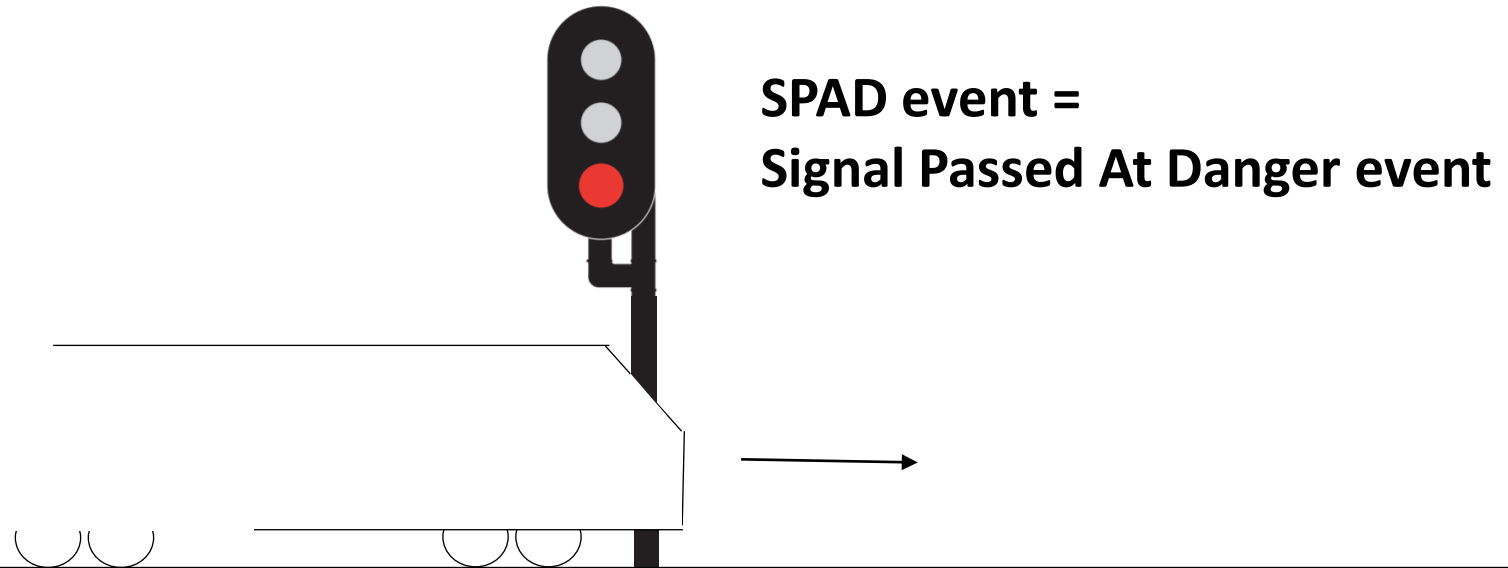 SPAD event =
Signal Passed At Danger event